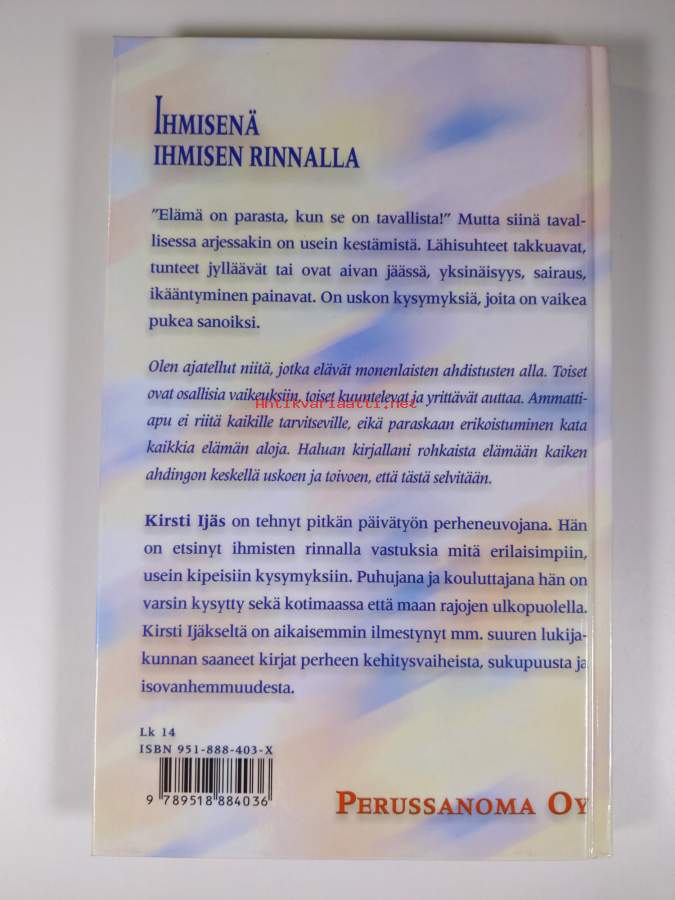 IHMISENÄ
IHMISEN RINNALLA
"Elämä on parasta, kun se on tavallista!" Mutta siinä taval-
lisessa arjessakin on usein kestämistä. Lähisuhteet takkuavat,
tunteet jylläävät tai ovat aivan jäässä, yksinäisyys, sairaus,
ikääntyminen painavat. On uskon kysymyksiä, joita on vaikea
pukea sanoiksi.
Olen ajatellut niitä, jotka elävät monenlaisten ahdistusten alla. Toiset
ovat osallisia vaikeuksiin, toiset kuuntelevat ja yrittävät auttaa. Ammatti-
Antikvariaatti.net
apu ei riitä kaikille tarvitseville, eikä paraskaan erikoistuminen kata
kaikkia elämän aloja. Haluan kirjallani rohkaista elämään kaiken
ahdingon keskellä uskoen ja toivoen, että tästä selvitään.
Kirsti Ijäs on tehnyt pitkän päivätyön perheneuvojana. Hän
on etsinyt ihmisten rinnalla vastuksia mitä erilaisimpiin,
usein kipeisiin kysymyksiin. Puhujana ja kouluttajana hän on
varsin kysytty sekä kotimaassa että maan rajojen ulkopuolella.
Kirsti Ijäkseltä on aikaisemmin ilmestynyt mm. suuren lukija-
kunnan saaneet kirjat perheen kehitysvaiheista, sukupuusta ja
isovanhemmuudesta.
Lk 14
ISBN 951-888-403-X
9 789518 884036
PERUSSANOMA OY